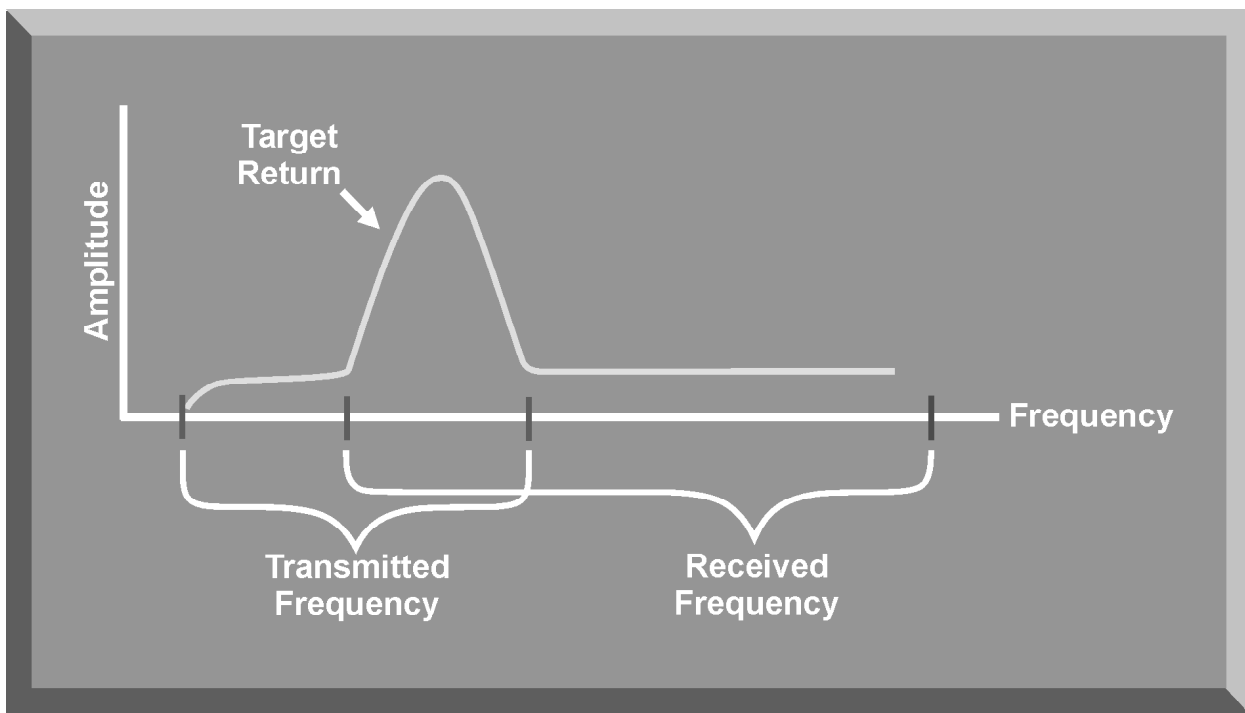 Target
Return
Amplitude
Frequency
Transmitted
Frequency
Received
Frequency